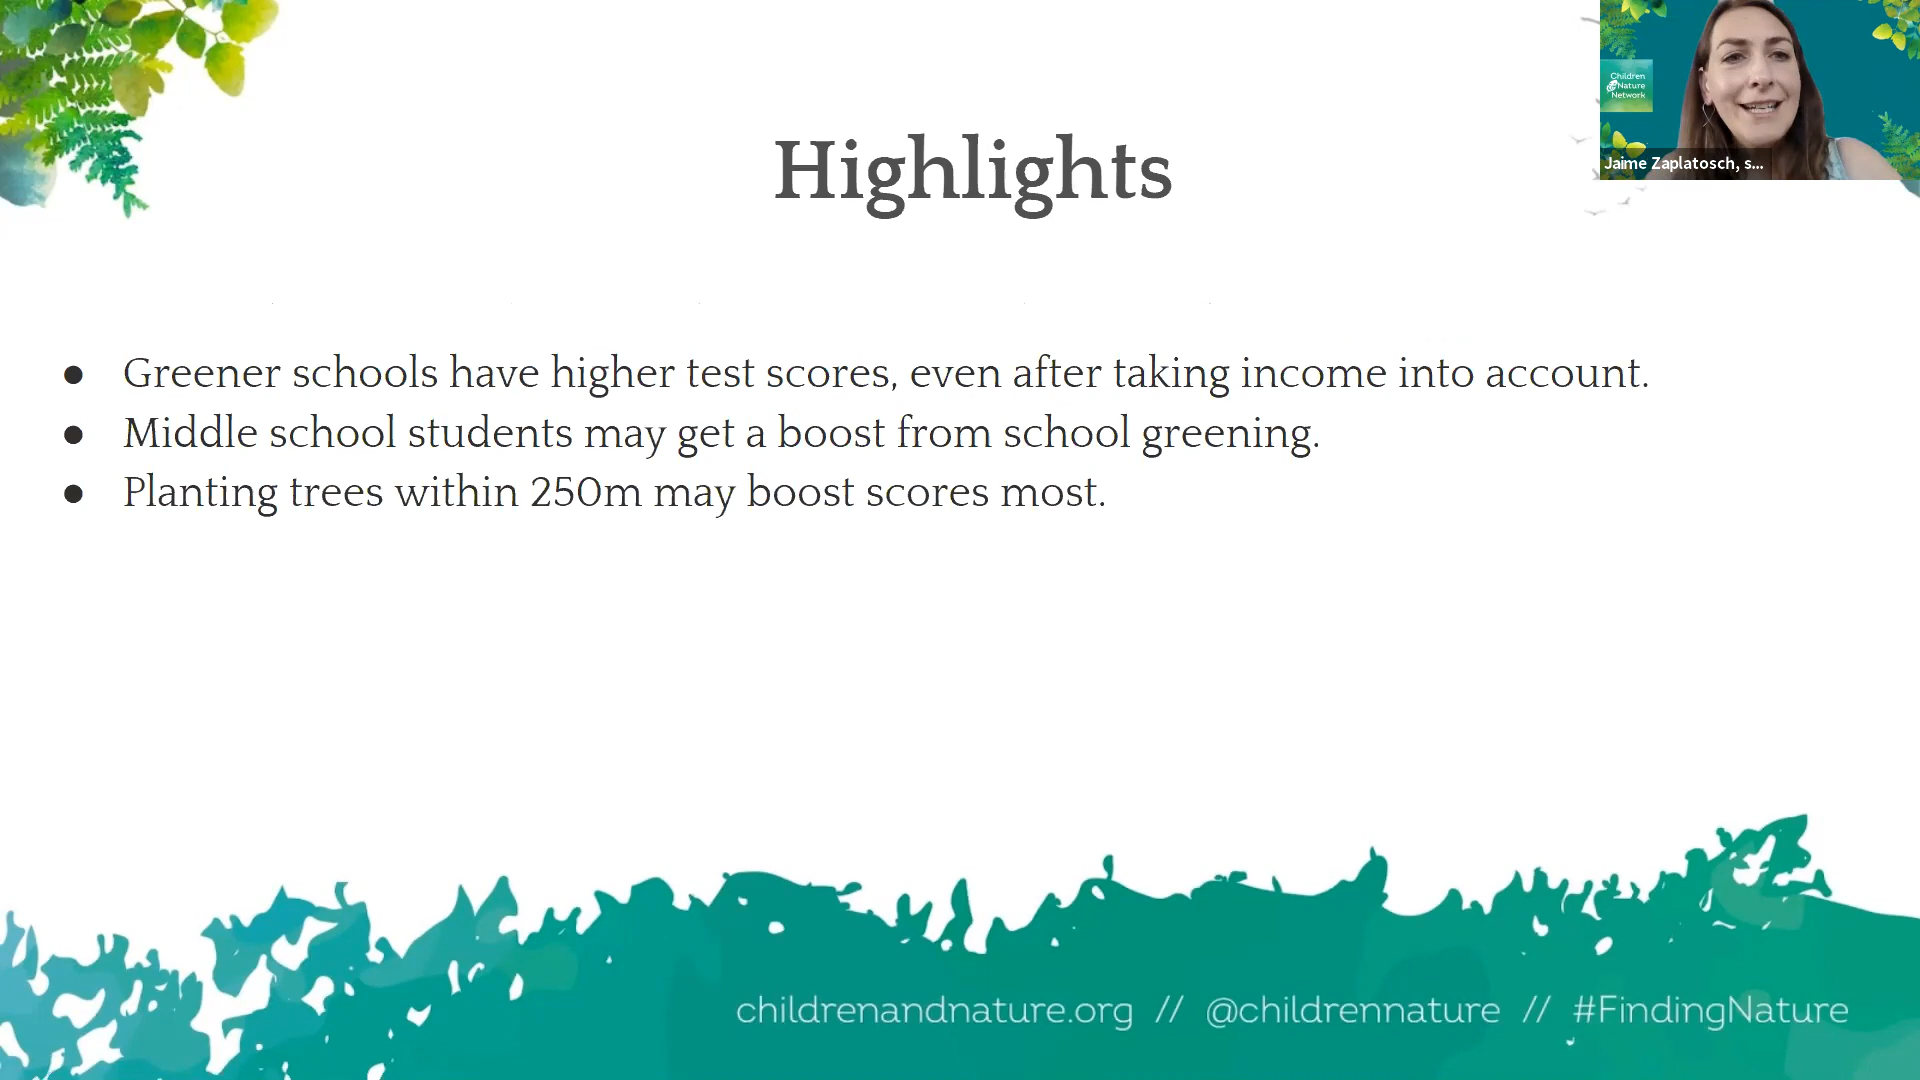 Highlights
● Greener schools have higher test scores, even after taking income into account.
● Middle school students may get a boost from school greening.
● Planting trees within 250m may boost scores most.
Children
& Nature
Network
Jaime Zaplatosch, s...
childrenandnature.org // @childrennature // #FindingNature